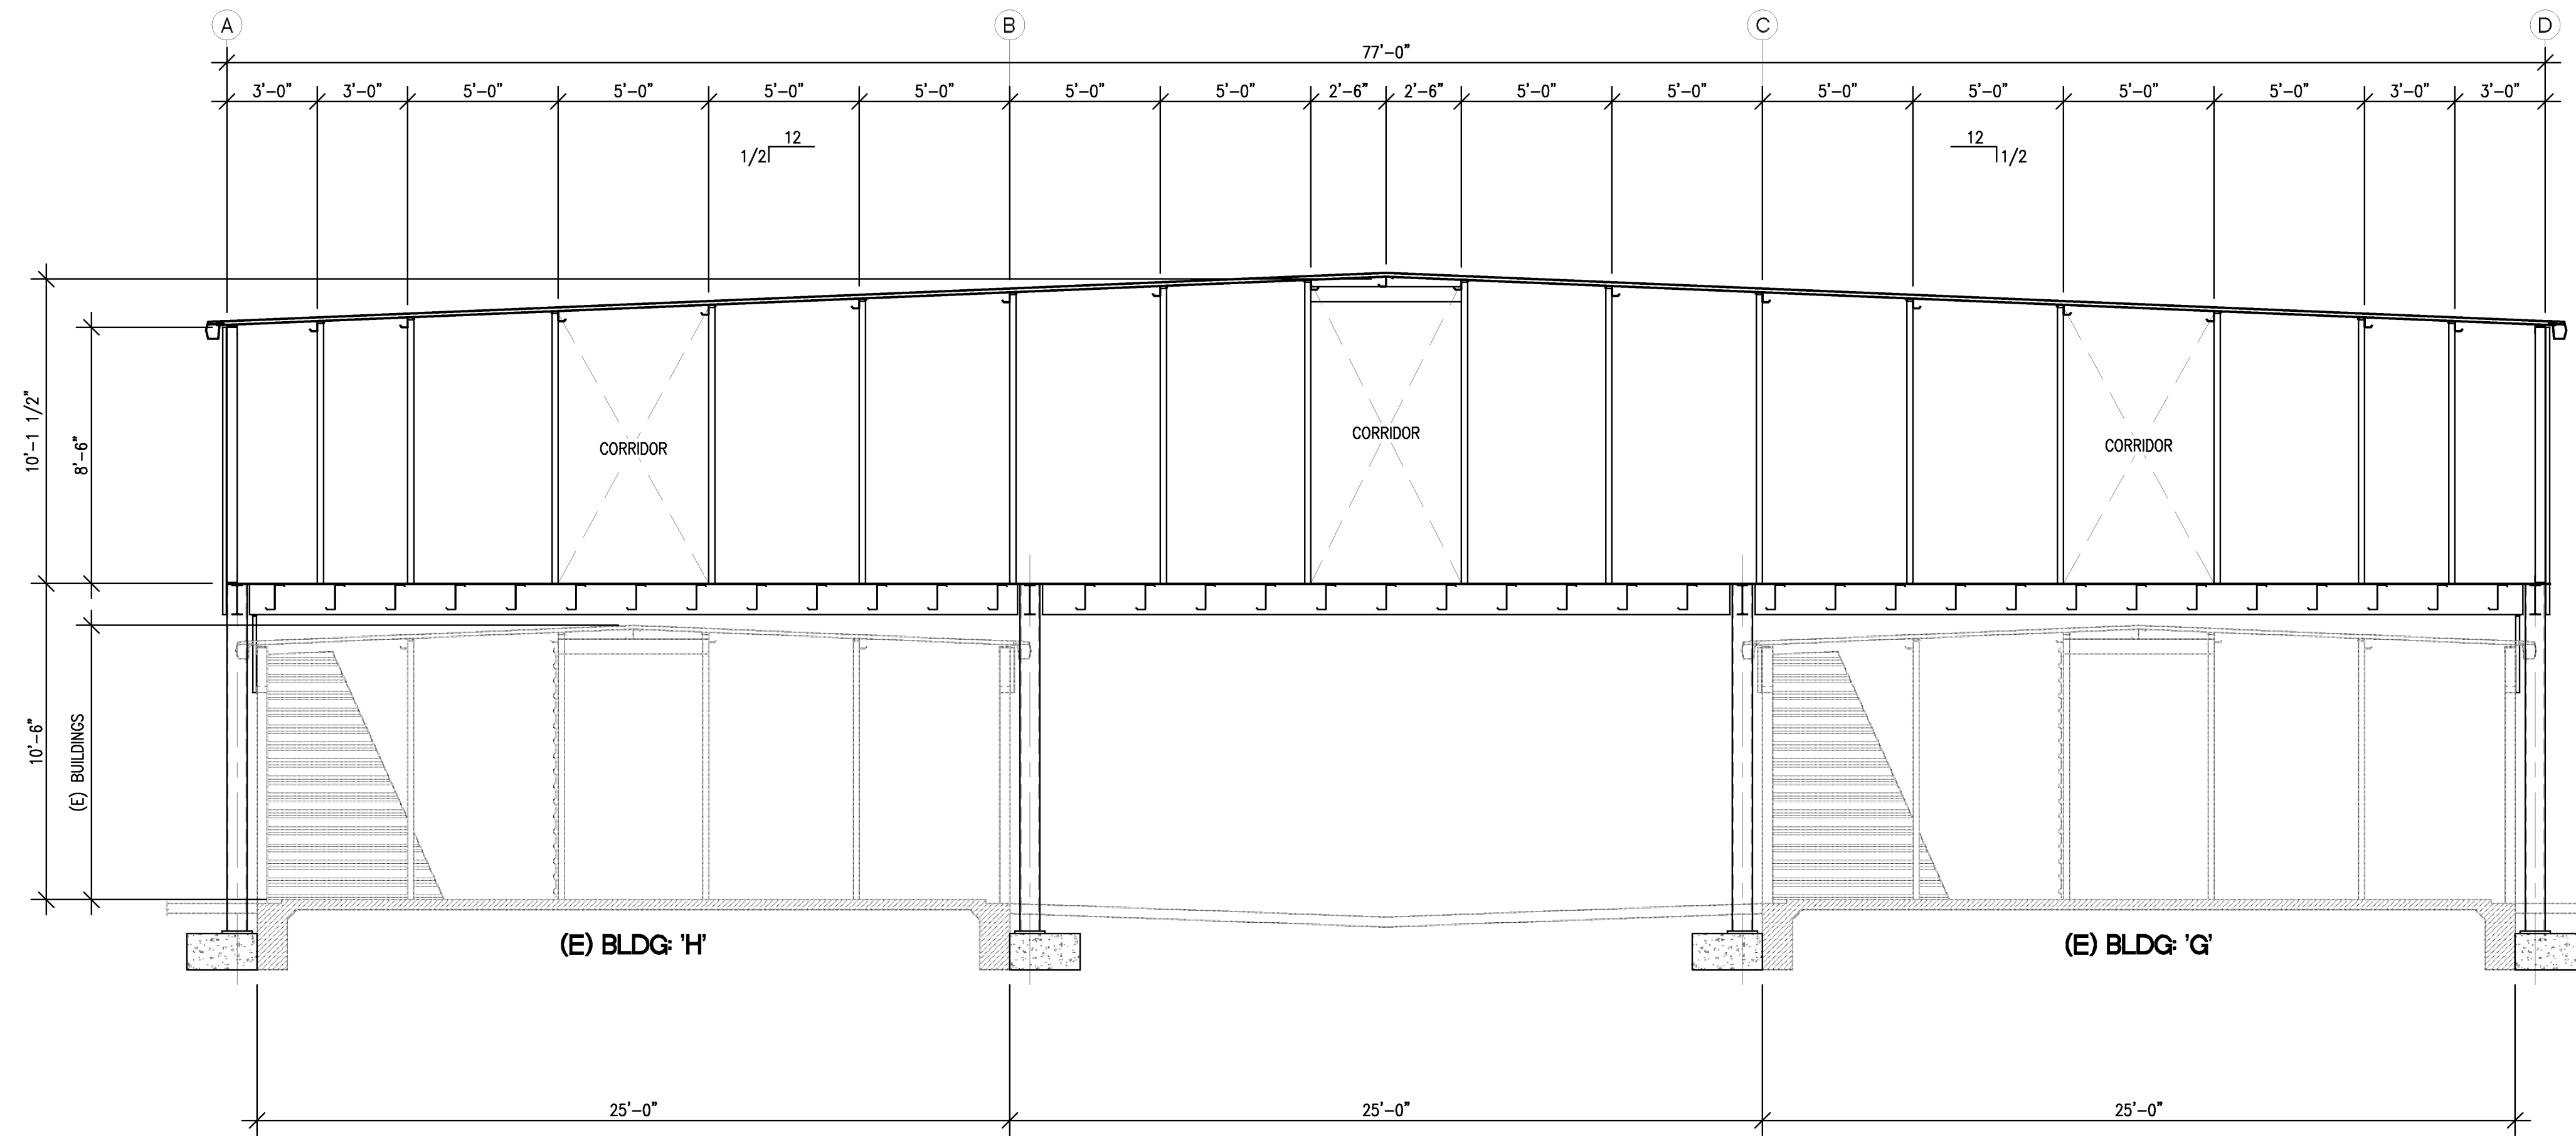 A B C D
77'-0"
3'-0" 3'-0" 5'-0" 5'-0" 5'-0" 5'-0" 5'-0" 5'-0" 2'-6" 2'-6" 5'-0" 5'-0" 5'-0" 5'-0" 5'-0" 5'-0" 3'-0" 3'-0"
12 12
1/2 1/2
10'-1 1/2"
8'-6"
CORRIDOR CORRIDOR CORRIDOR
10'-6"
(E) BUILDINGS
(E) BLDG: 'H' (E) BLDG: 'G'
25'-0" 25'-0" 25'-0"